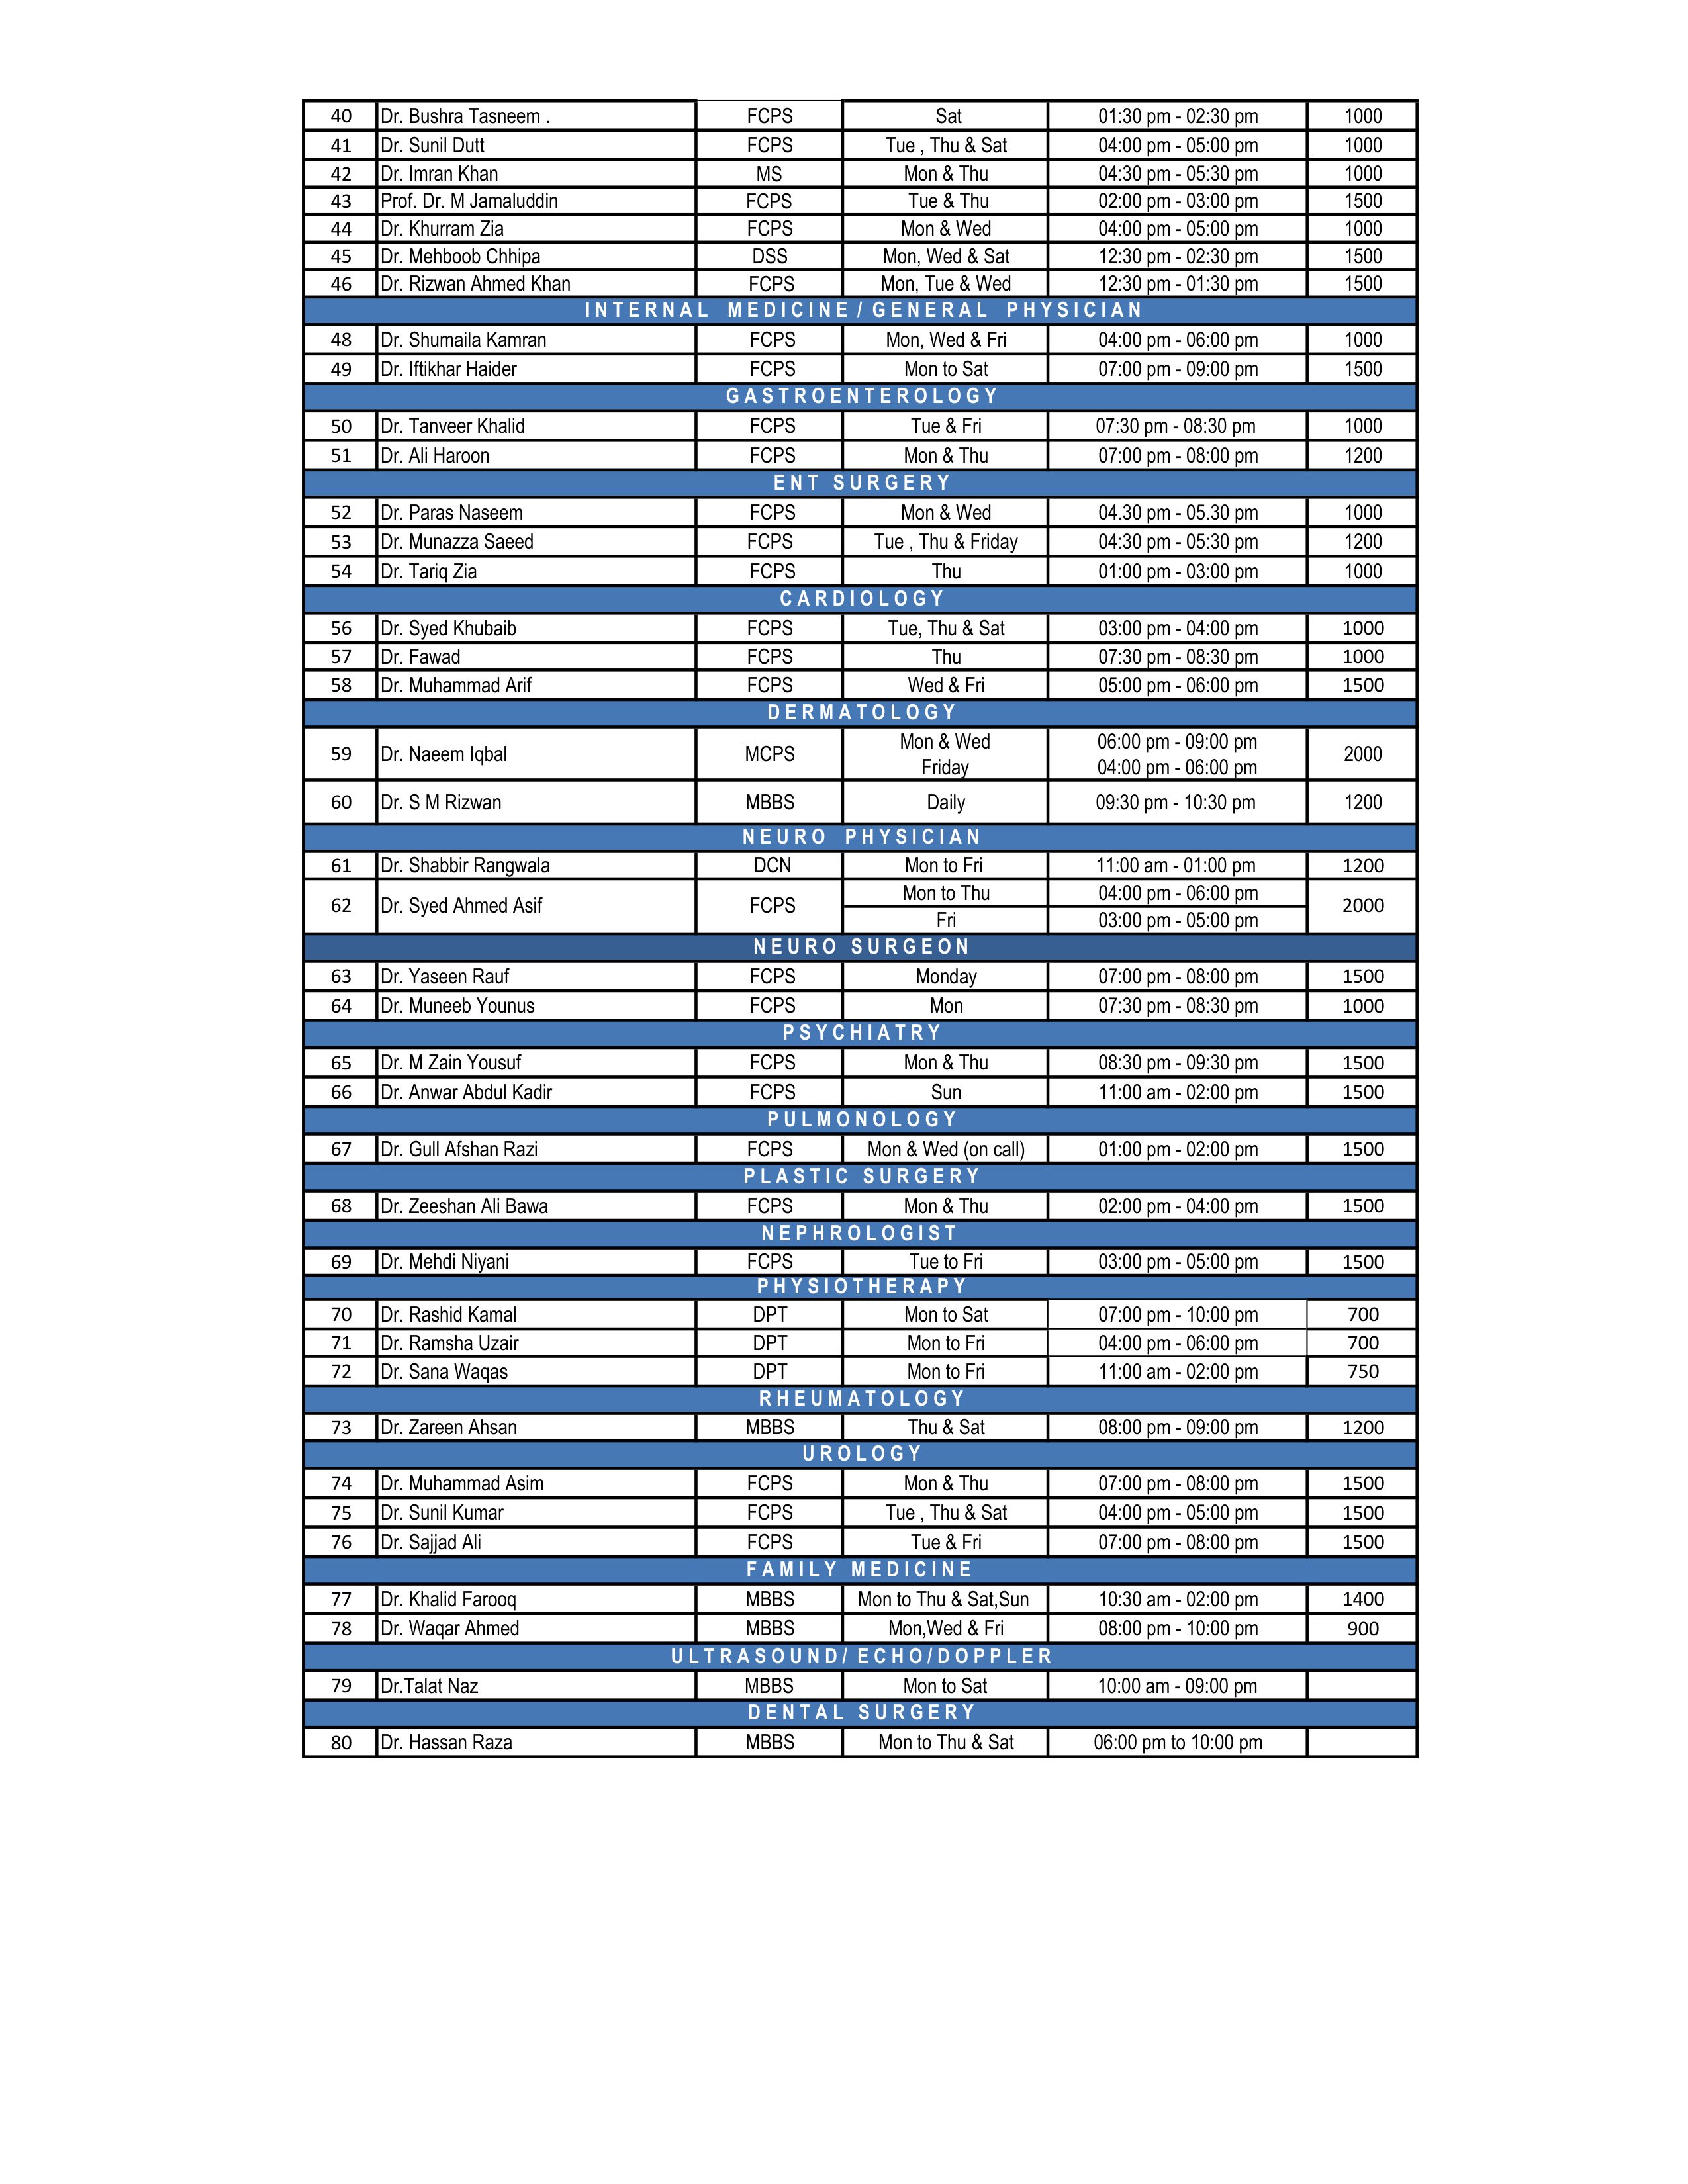 40 Dr. Bushra Tasneem . FCPS Sat 01:30 pm - 02:30 pm 1000
41 Dr. Sunil Dutt FCPS Tue , Thu & Sat 04:00 pm - 05:00 pm 1000
42 Dr. Imran Khan MS Mon & Thu 04:30 pm - 05:30 pm 1000
43 Prof. Dr. M Jamaluddin FCPS Tue & Thu 02:00 pm - 03:00 pm 1500
44 Dr. Khurram Zia FCPS Mon & Wed 04:00 pm - 05:00 pm 1000
45 Dr. Mehboob Chhipa DSS Mon, Wed & Sat 12:30 pm - 02:30 pm 1500
46 Dr. Rizwan Ahmed Khan FCPS Mon, Tue & Wed 12:30 pm - 01:30 pm 1500
INTERNAL MEDICINE / GENERAL PHYSICIAN
48 Dr. Shumaila Kamran FCPS Mon, Wed & Fri 04:00 pm - 06:00 pm 1000
49 Dr. Iftikhar Haider FCPS Mon to Sat 07:00 pm - 09:00 pm 1500
GASTROENTEROLOGY
50 Dr. Tanveer Khalid FCPS Tue & Fri 07:30 pm - 08:30 pm 1000
51 Dr. Ali Haroon FCPS Mon & Thu 07:00 pm - 08:00 pm 1200
ENT SURGERY
52 Dr. Paras Naseem FCPS Mon & Wed 04.30 pm - 05.30 pm 1000
53 Dr. Munazza Saeed FCPS Tue , Thu & Friday 04:30 pm - 05:30 pm 1200
54 Dr. Tariq Zia FCPS Thu 01:00 pm - 03:00 pm 1000
CARDIOLOGY
56 Dr. Syed Khubaib FCPS Tue, Thu & Sat 03:00 pm - 04:00 pm 1000
57 Dr. Fawad FCPS Thu 07:30 pm - 08:30 pm 1000
58 Dr. Muhammad Arif FCPS Wed & Fri 05:00 pm - 06:00 pm 1500
DERMATOLOGY
59 Dr. Naeem Iqbal MCPS Mon & Wed 06:00 pm - 09:00 pm 2000
Friday 04:00 pm - 06:00 pm
60 Dr. S M Rizwan MBBS Daily 09:30 pm - 10:30 pm 1200
NEURO PHYSICIAN
61 Dr. Shabbir Rangwala DCN Mon to Fri 11:00 am - 01:00 pm 1200
62 Dr. Syed Ahmed Asif FCPS Mon to Thu 04:00 pm - 06:00 pm 2000
Fri 03:00 pm - 05:00 pm
NEURO SURGEON
63 Dr. Yaseen Rauf FCPS Monday 07:00 pm - 08:00 pm 1500
64 Dr. Muneeb Younus FCPS Mon 07:30 pm - 08:30 pm 1000
PSYCHIATRY
65 Dr. M Zain Yousuf FCPS Mon & Thu 08:30 pm - 09:30 pm 1500
66 Dr. Anwar Abdul Kadir FCPS Sun 11:00 am - 02:00 pm 1500
PULMONOLOGY
67 Dr. Gull Afshan Razi FCPS Mon & Wed (on call) 01:00 pm - 02:00 pm 1500
PLASTIC SURGERY
68 Dr. Zeeshan Ali Bawa FCPS Mon & Thu 02:00 pm - 04:00 pm 1500
NEPHROLOGIST
69 Dr. Mehdi Niyani FCPS Tue to Fri 03:00 pm - 05:00 pm 1500
PHYSIOTHERAPY
70 Dr. Rashid Kamal DPT Mon to Sat 07:00 pm - 10:00 pm 700
71 Dr. Ramsha Uzair DPT Mon to Fri 04:00 pm - 06:00 pm 700
72 Dr. Sana Waqas DPT Mon to Fri 11:00 am - 02:00 pm 750
RHEUMATOLOGY
73 Dr. Zareen Ahsan MBBS Thu & Sat 08:00 pm - 09:00 pm 1200
UROLOGY
74 Dr. Muhammad Asim FCPS Mon & Thu 07:00 pm - 08:00 pm 1500
75 Dr. Sunil Kumar FCPS Tue , Thu & Sat 04:00 pm - 05:00 pm 1500
76 Dr. Sajjad Ali FCPS Tue & Fri 07:00 pm - 08:00 pm 1500
FAMILY MEDICINE
77 Dr. Khalid Farooq MBBS Mon to Thu & Sat,Sun 10:30 am - 02:00 pm 1400
78 Dr. Waqar Ahmed MBBS Mon,Wed & Fri 08:00 pm - 10:00 pm 900
ULTRASOUND/ ECHO/DOPPLER
79 Dr.Talat Naz MBBS Mon to Sat 10:00 am - 09:00 pm
DENTAL SURGERY
80 Dr. Hassan Raza MBBS Mon to Thu & Sat 06:00 pm to 10:00 pm